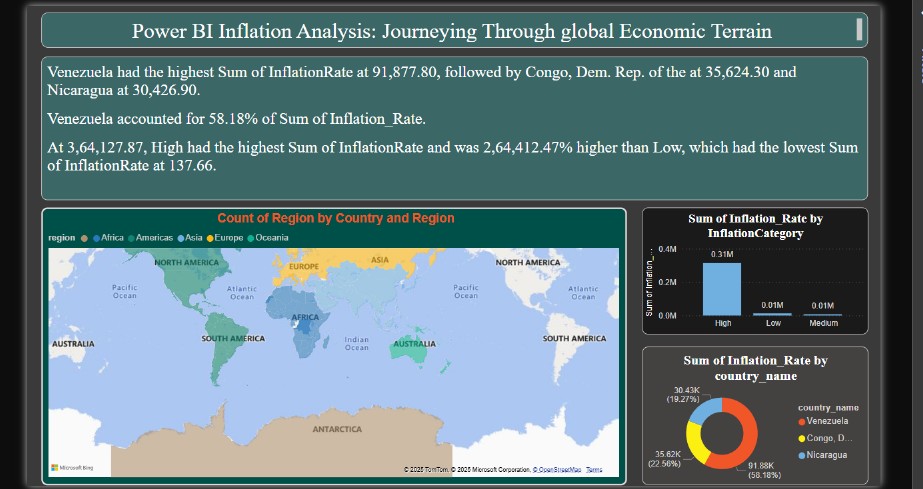 Power BI Inflation Analysis: Journeying Through global Economic Terrain
Venezuela had the highest Sum of InflationRate at 91,877.80, followed by Congo, Dem. Rep. of the at 35,624.30 and
Nicaragua at 30,426.90.
Venezuela accounted for 58.18% of Sum of Inflation_Rate.
At 3,64,127.87, High had the highest Sum of InflationRate and was 2,64,412.47% higher than Low, which had the lowest Sum
of InflationRate at 137.66.
Count of Region by Country and Region
region Africa Americas Asia Europe Oceania
NORTH AMERICA
EUROPE
ASIA
NORTH AMERICA
Pacific
Ocean
Atlantic
Ocean
Pacific
Ocean
Atlantic
Ocean
AFRICA
AUSTRALIA
SOUTH AMERICA
Indian
Ocean
AUSTRALIA
SOUTH AMERICA
ANTARCTICA
Microsoft Bing
© 2025 TomTom, © 2025 Microsoft Corporation, © OpenStreetMap Terms
Sum of Inflation_Rate by
InflationCategory
Sum of Inflation_...
0.4M
0.2M
0.0M
0.31M
0.01M
0.01M
High
Low
Medium
Sum of Inflation_Rate by
country_name
30.43K
(19.27%)
35.62K
(22.56%)
91.88K
(58.18%)
country_name
Venezuela
Congo, D...
Nicaragua